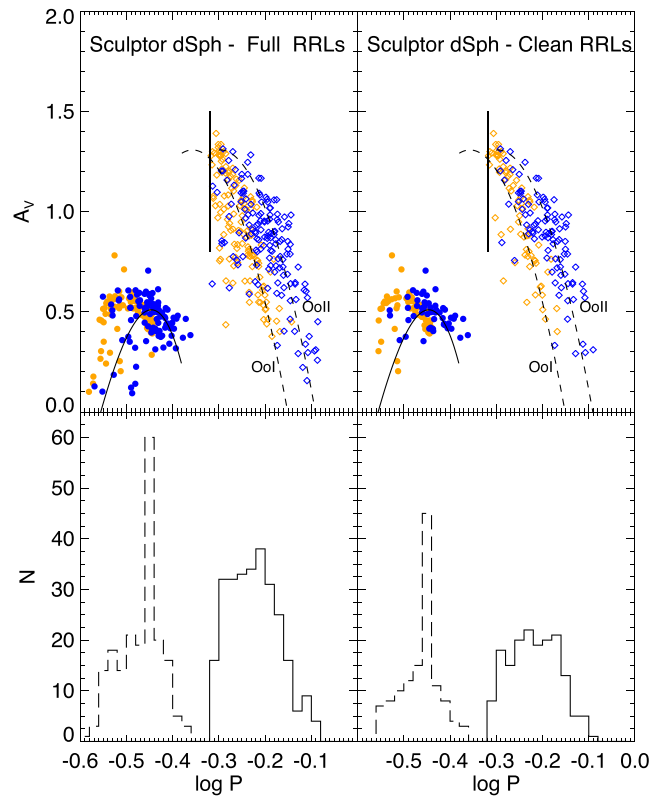 Sculptor dSph - Full RRLs Sculptor dSph - Clean RRLs
2.0
1.5
1.0
0.5
0.0
A_V
OoII OoII
OoI OoI
60
50
40
30
20
10
0
N
-0.6 -0.5 -0.4 -0.3 -0.2 -0.1 -0.5 -0.4 -0.3 -0.2 -0.1 0.0
log P log P